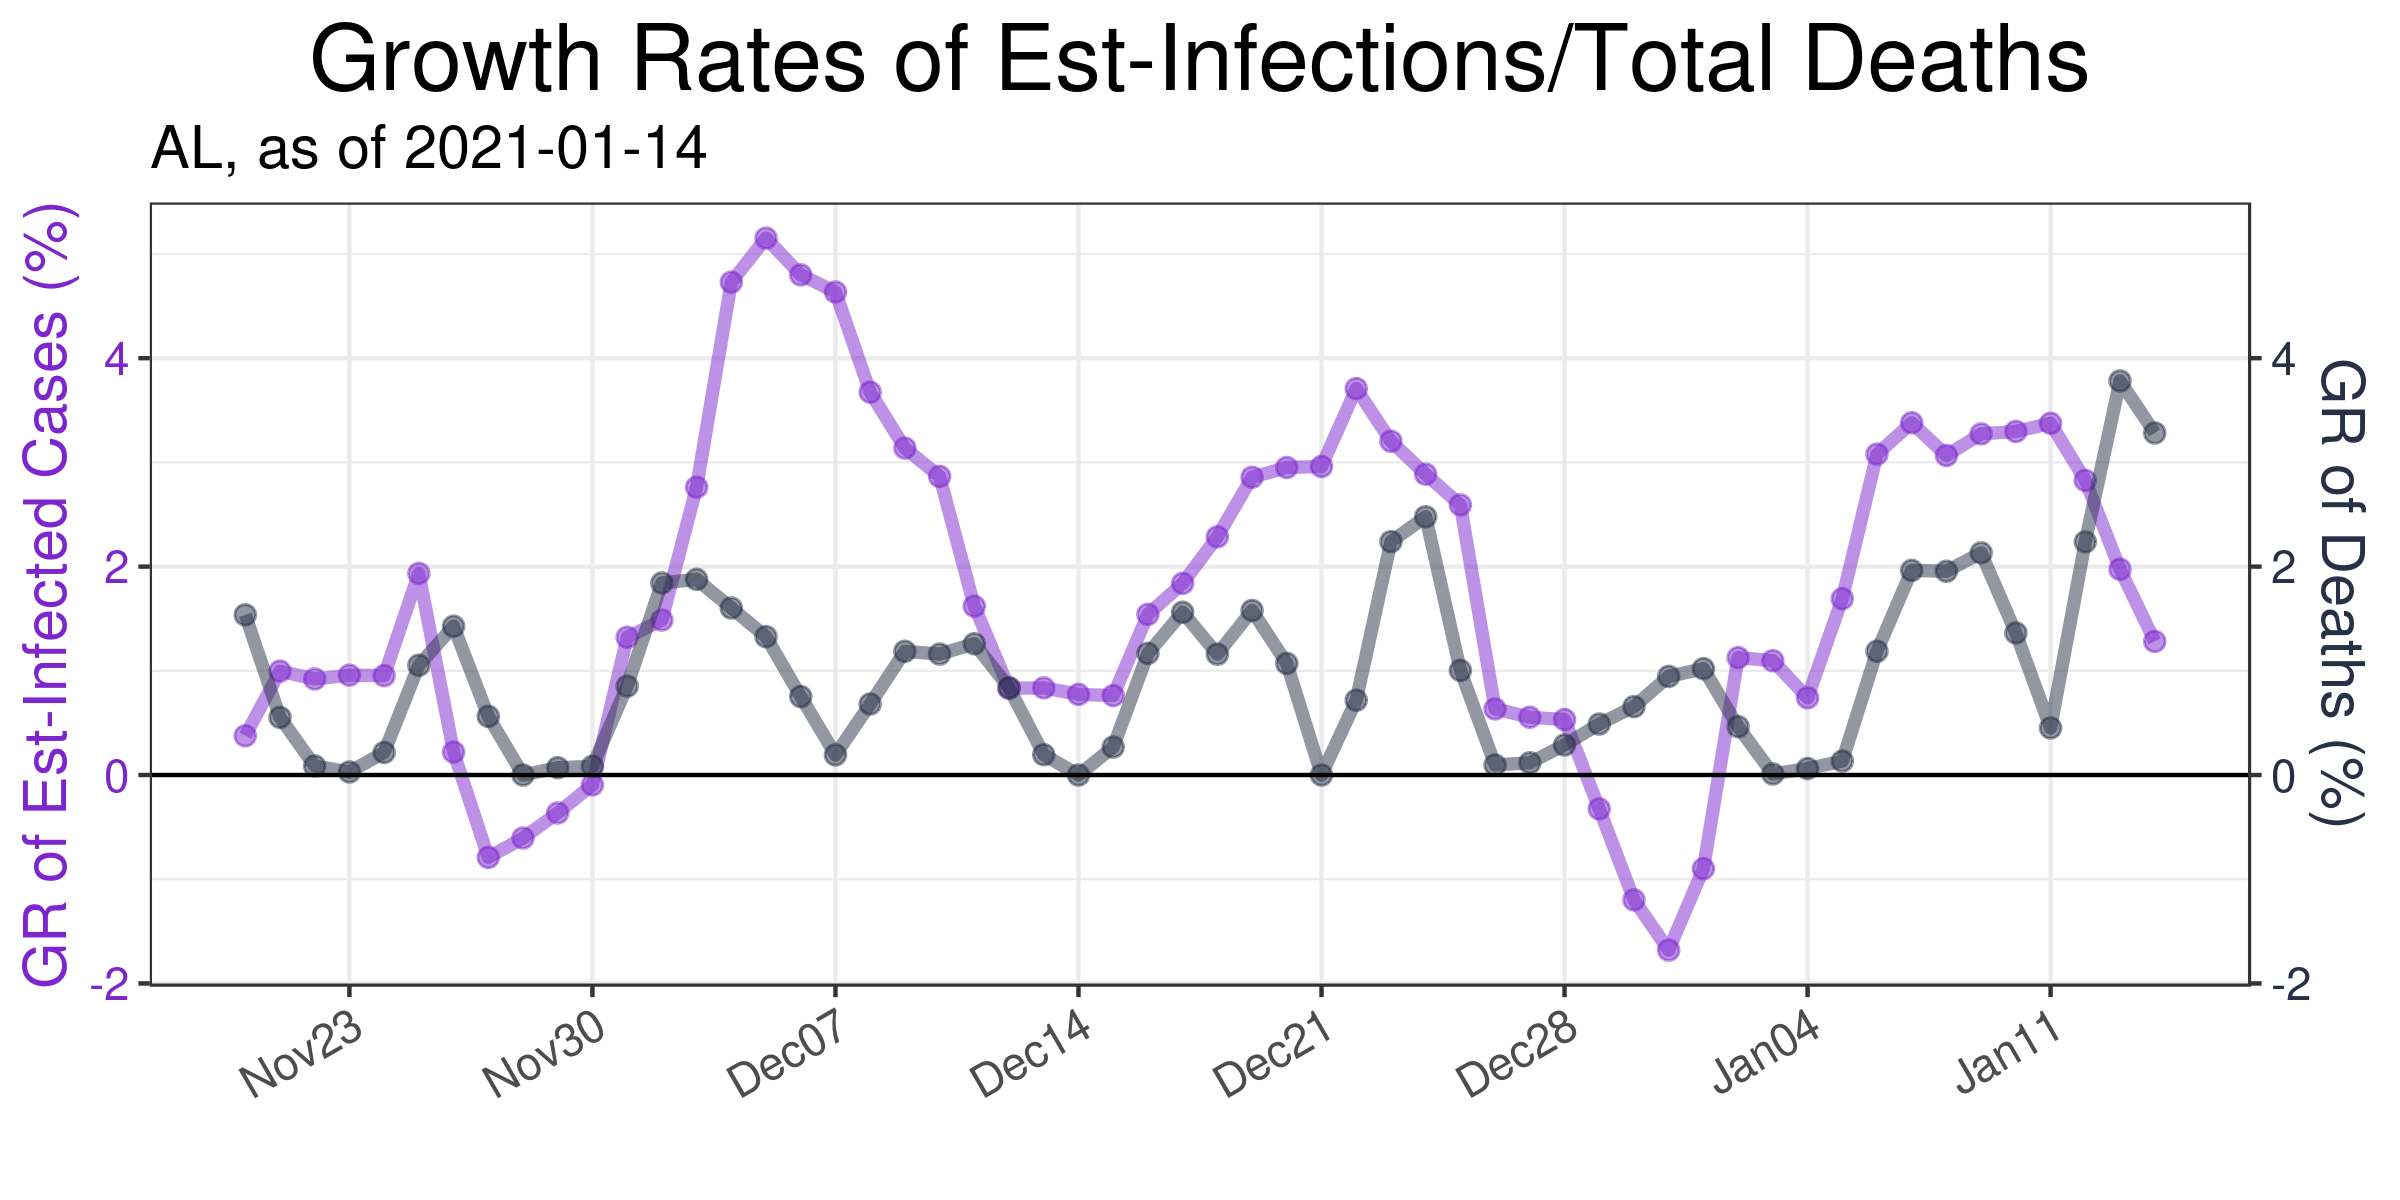 Growth Rates of Est-Infections/Total Deaths
AL, as of 2021-01-14
GR of Est-Infected Cases (%)
4
2
0
-2
4
2
0
-2
GR of Deaths (%)
Nov23
Nov30
Dec07
Dec14
Dec21
Dec28
Jan04
Jan11